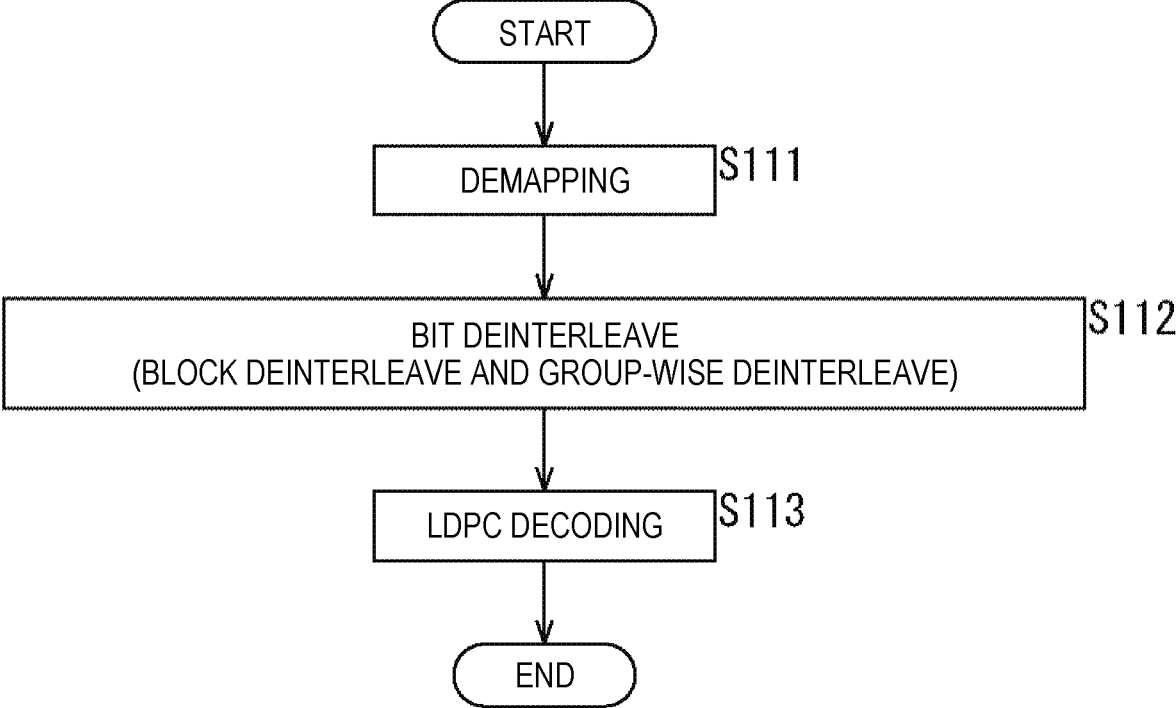 START
DEMAPPING
S111
BIT DEINTERLEAVE
(BLOCK DEINTERLEAVE AND GROUP-WISE DEINTERLEAVE)
S112
LDPC DECODING
S113
END